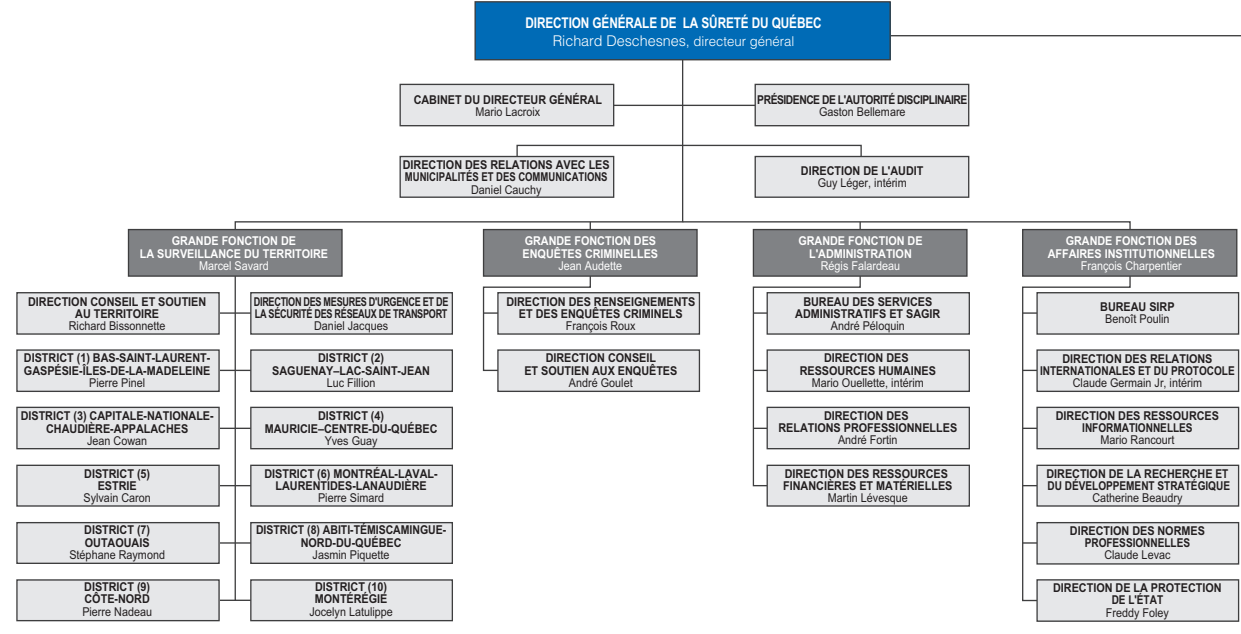 DIRECTION GÉNÉRALE DE LA SÛRETÉ DU QUÉBEC
Richard Deschesnes, directeur général
CABINET DU DIRECTEUR GÉNÉRAL
Mario Lacroix
PRÉSIDENCE DE L'AUTORITÉ DISCIPLINAIRE
Gaston Bellemare
DIRECTION DES RELATIONS AVEC LES
MUNICIPALITÉS ET DES COMMUNICATIONS
Daniel Cauchy
DIRECTION DE L'AUDIT
Guy Léger, intérim
GRANDE FONCTION DE
LA SURVEILLANCE DU TERRITOIRE
Marcel Savard
GRANDE FONCTION DES
ENQUÊTES CRIMINELLES
Jean Audette
GRANDE FONCTION DE
L'ADMINISTRATION
Régis Falardeau
GRANDE FONCTION DES
AFFAIRES INSTITUTIONNELLES
François Charpentier
DIRECTION CONSEIL ET SOUTIEN
AU TERRITOIRE
Richard Bissonnette
DIRECTION DES MESURES D'URGENCE ET DE
LA SÉCURITÉ DES RÉSEAUX DE TRANSPORT
Daniel Jacques
DISTRICT (1) BAS-SAINT-LAURENT-
GASPÉSIE-ÎLES-DE-LA-MADELEINE
Pierre Pinel
DISTRICT (2)
SAGUENAY–LAC-SAINT-JEAN
Luc Fillion
DISTRICT (3) CAPITALE-NATIONALE-
CHAUDIÈRE-APPALACHES
Jean Cowan
DISTRICT (4)
MAURICIE–CENTRE-DU-QUÉBEC
Yves Guay
DISTRICT (5)
ESTRIE
Sylvain Caron
DISTRICT (6) MONTRÉAL-LAVAL-
LAURENTIDES-LANAUDIÈRE
Pierre Simard
DISTRICT (7)
OUTAOUAIS
Stéphane Raymond
DISTRICT (8) ABITI-TÉMISCAMINGUE-
NORD-DU-QUÉBEC
Jasmin Piquette
DISTRICT (9)
CÔTE-NORD
Pierre Nadeau
DISTRICT (10)
MONTÉRÉGIE
Jocelyn Latulippe
DIRECTION DES RENSEIGNEMENTS
ET DES ENQUÊTES CRIMINELS
François Roux
DIRECTION CONSEIL
ET SOUTIEN AUX ENQUÊTES
André Goulet
BUREAU DES SERVICES
ADMINISTRATIFS ET SAGIR
André Péloquin
DIRECTION DES
RESSOURCES HUMAINES
Mario Ouellette, intérim
DIRECTION DES
RELATIONS PROFESSIONNELLES
André Fortin
DIRECTION DES RESSOURCES
FINANCIÈRES ET MATÉRIELLES
Martin Lévesque
BUREAU SIRP
Benoît Poulin
DIRECTION DES RELATIONS
INTERNATIONALES ET DU PROTOCOLE
Claude Germain Jr, intérim
DIRECTION DES RESSOURCES
INFORMATIONNELLES
Mario Rancourt
DIRECTION DE LA RECHERCHE ET
DU DÉVELOPPEMENT STRATÉGIQUE
Catherine Beaudry
DIRECTION DES NORMES
PROFESSIONNELLES
Claude Levac
DIRECTION DE LA PROTECTION
DE L'ÉTAT
Freddy Foley